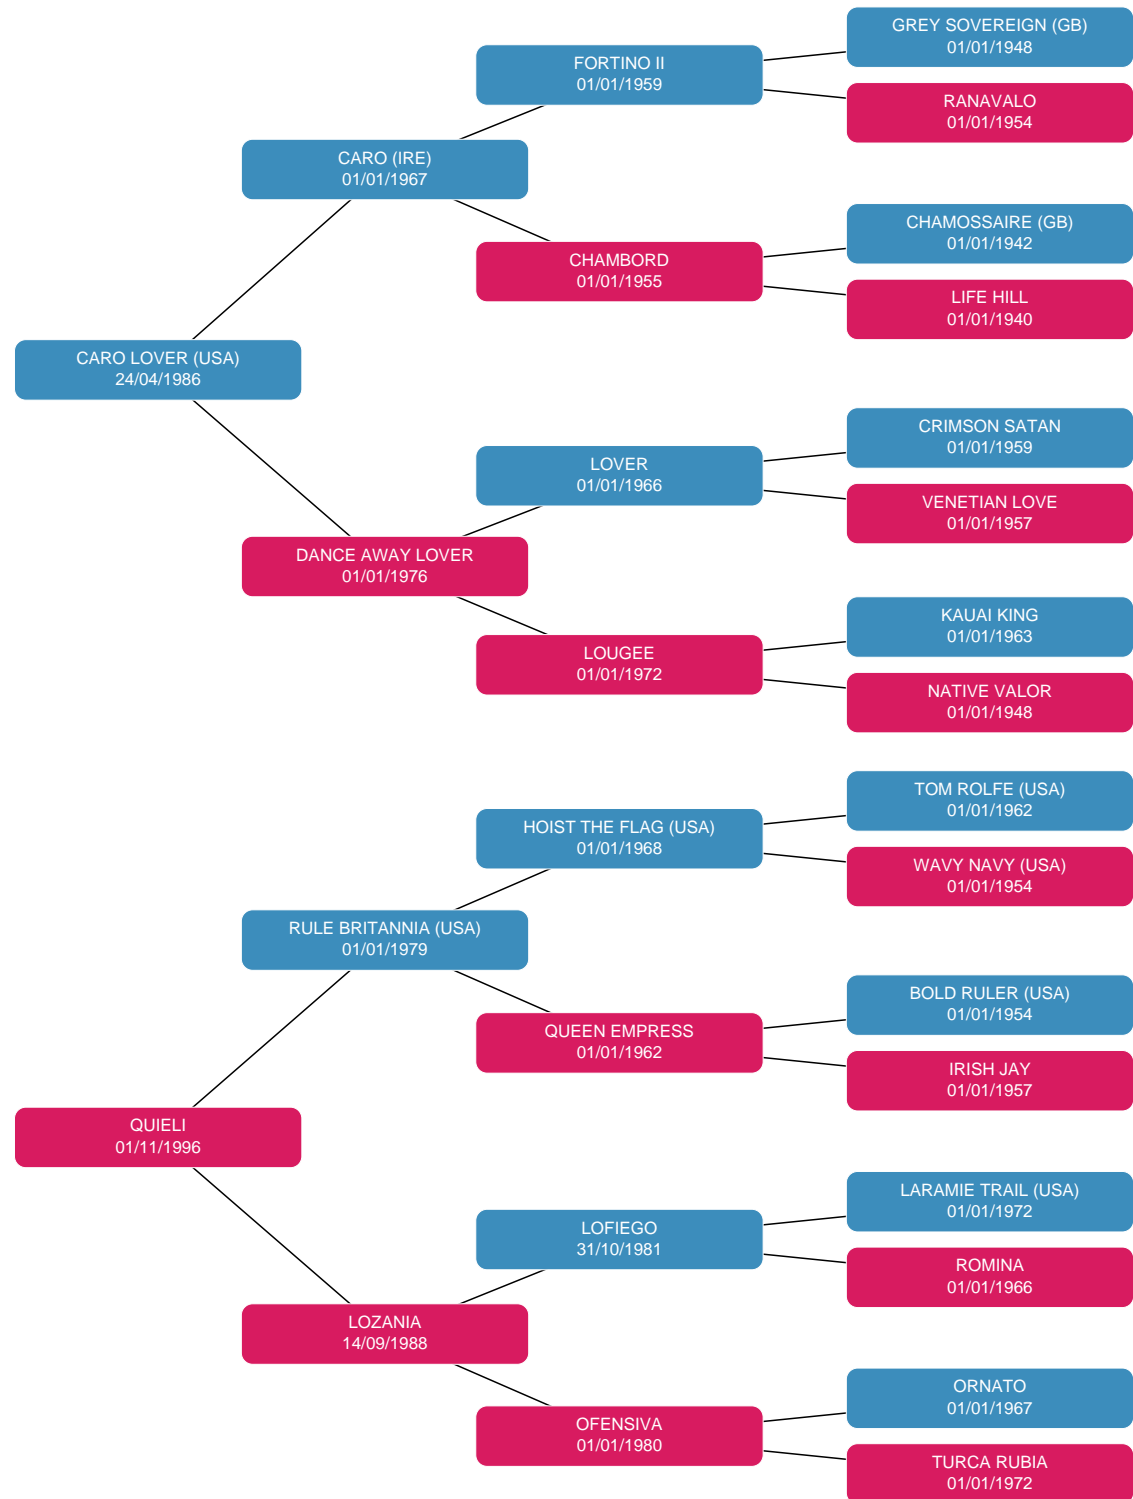 GREY SOVEREIGN (GB)
01/01/1948
FORTINO II
01/01/1959
RANAVALO
01/01/1954
CARO (IRE)
01/01/1967
CHAMOSSAIRE (GB)
01/01/1942
CHAMBORD
01/01/1955
LIFE HILL
01/01/1940
CARO LOVER (USA)
24/04/1986
CRIMSON SATAN
01/01/1959
LOVER
01/01/1966
VENETIAN LOVE
01/01/1957
DANCE AWAY LOVER
01/01/1976
KAUAI KING
01/01/1963
LOUGEE
01/01/1972
NATIVE VALOR
01/01/1948
TOM ROLFE (USA)
01/01/1962
HOIST THE FLAG (USA)
01/01/1968
WAVY NAVY (USA)
01/01/1954
RULE BRITANNIA (USA)
01/01/1979
BOLD RULER (USA)
01/01/1954
QUEEN EMPRESS
01/01/1962
IRISH JAY
01/01/1957
QUIELI
01/11/1996
LARAMIE TRAIL (USA)
01/01/1972
LOFIEGO
31/10/1981
ROMINA
01/01/1966
LOZANIA
14/09/1988
ORNATO
01/01/1967
OFENSIVA
01/01/1980
TURCA RUBIA
01/01/1972